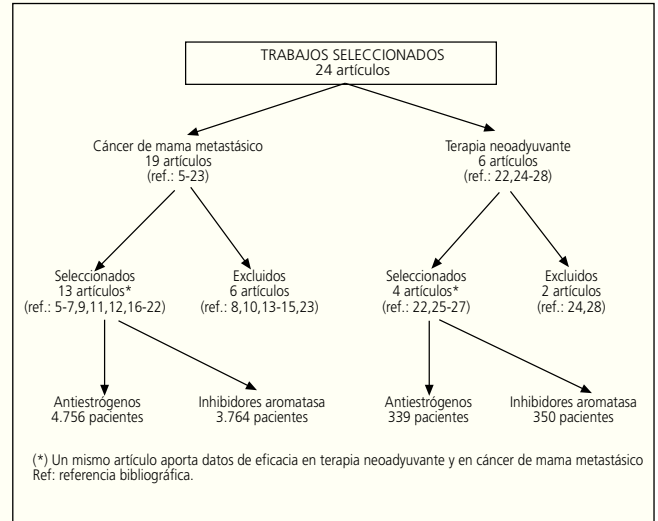 TRABAJOS SELECCIONADOS
24 artículos
Cáncer de mama metastásico
19 artículos
(ref.: 5-23)
Terapia neoadyuvante
6 artículos
(ref.: 22,24-28)
Seleccionados
13 artículos*
(ref.: 5-7,9,11,12,16-22)
Excluidos
6 artículos
(ref.: 8,10,13-15,23)
Seleccionados
4 artículos*
(ref.: 22,25-27)
Excluidos
2 artículos
(ref.: 24,28)
Antiestrógenos
4.756 pacientes
Inhibidores aromatasa
3.764 pacientes
Antiestrógenos
339 pacientes
Inhibidores aromatasa
350 pacientes
(*) Un mismo artículo aporta datos de eficacia en terapia neoadyuvante y en cáncer de mama metastásico
Ref: referencia bibliográfica.